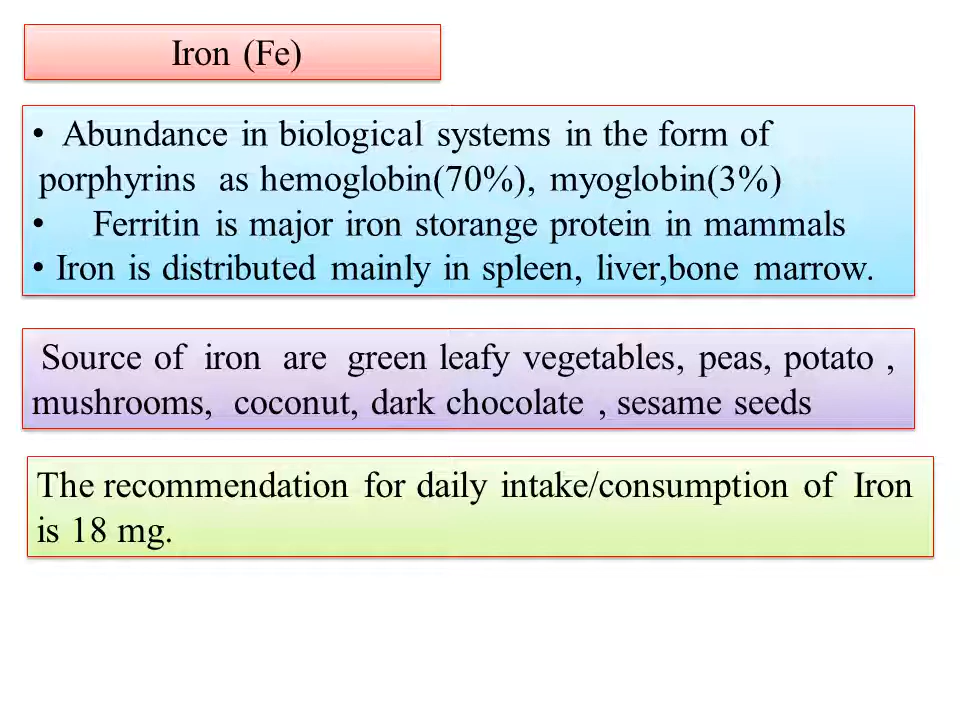 Iron (Fe)
• Abundance in biological systems in the form of
porphyrins as hemoglobin(70%), myoglobin(3%)
• Ferritin is major iron storange protein in mammals
• Iron is distributed mainly in spleen, liver,bone marrow.
Source of iron are green leafy vegetables, peas, potato ,
mushrooms, coconut, dark chocolate , sesame seeds
The recommendation for daily intake/consumption of Iron
is 18 mg.